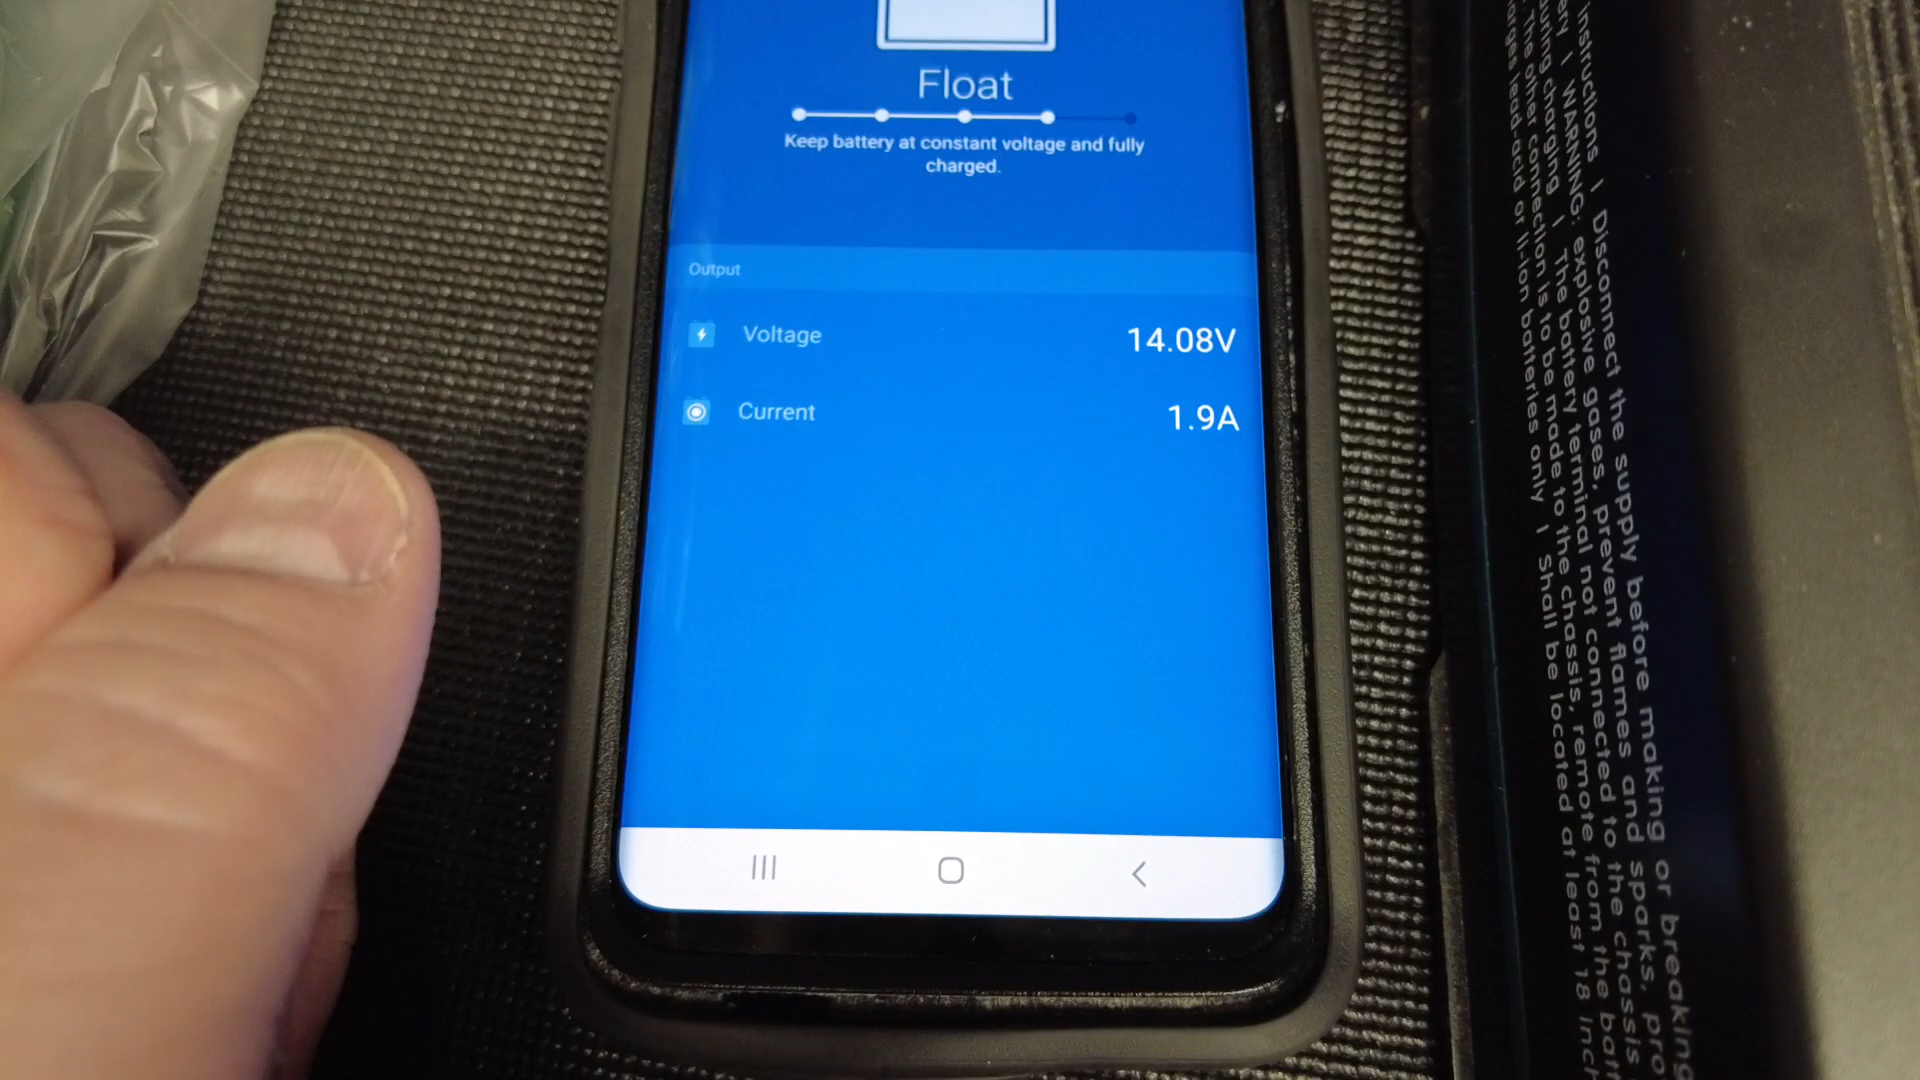 Float
Keep battery at constant voltage and fully
charged.
Output
Voltage 14.08V
Current 1.9A
instructions | Disconnect the supply before making or breaking
| WARNING: explosive gases, prevent flames and sparks,
during charging | The battery terminal not connected to the chassis
The other connection is to be made to the chassis, remote from the
lead-acid or li-ion batteries only | Shall be located at least 18